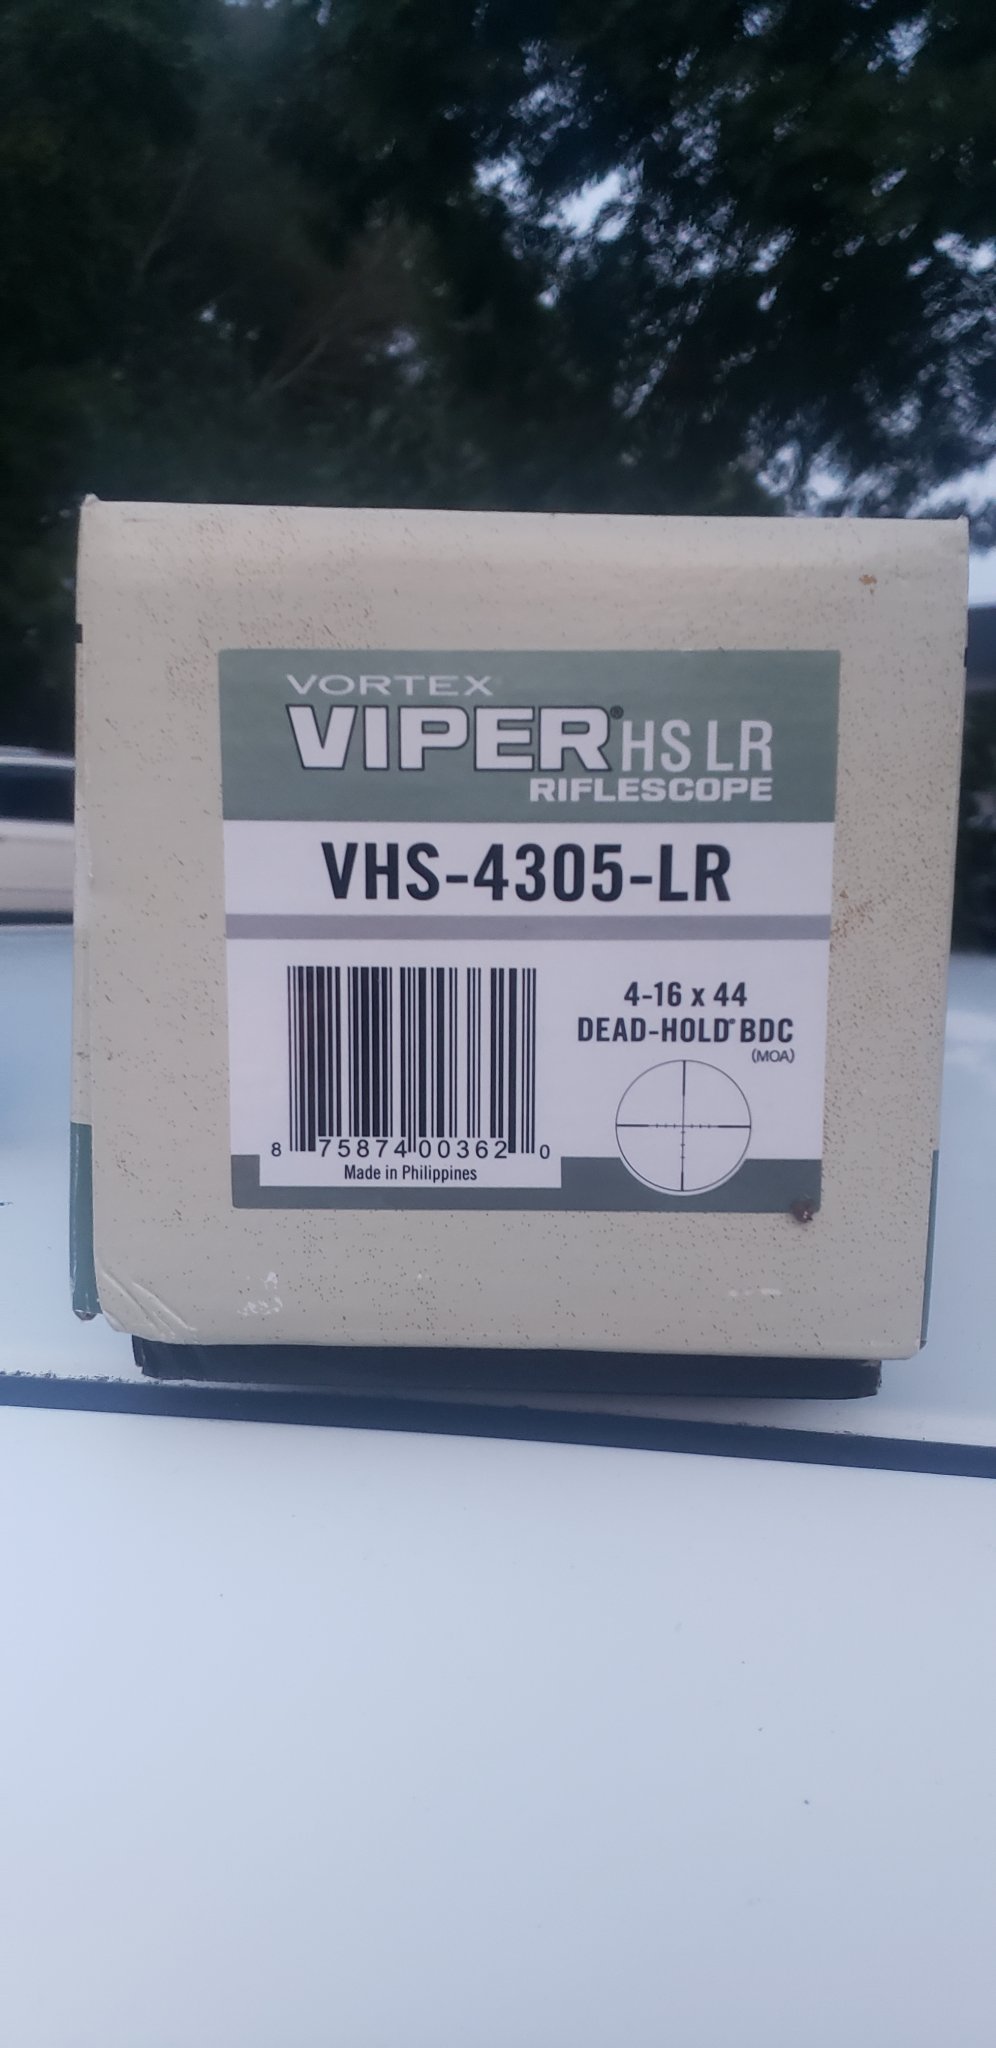 VORTEX
VIPER® HS LR
RIFLESCOPE
VHS-4305-LR
4-16 x 44
DEAD-HOLD® BDC
(MOA)
8 75874 00362 0
Made in Philippines